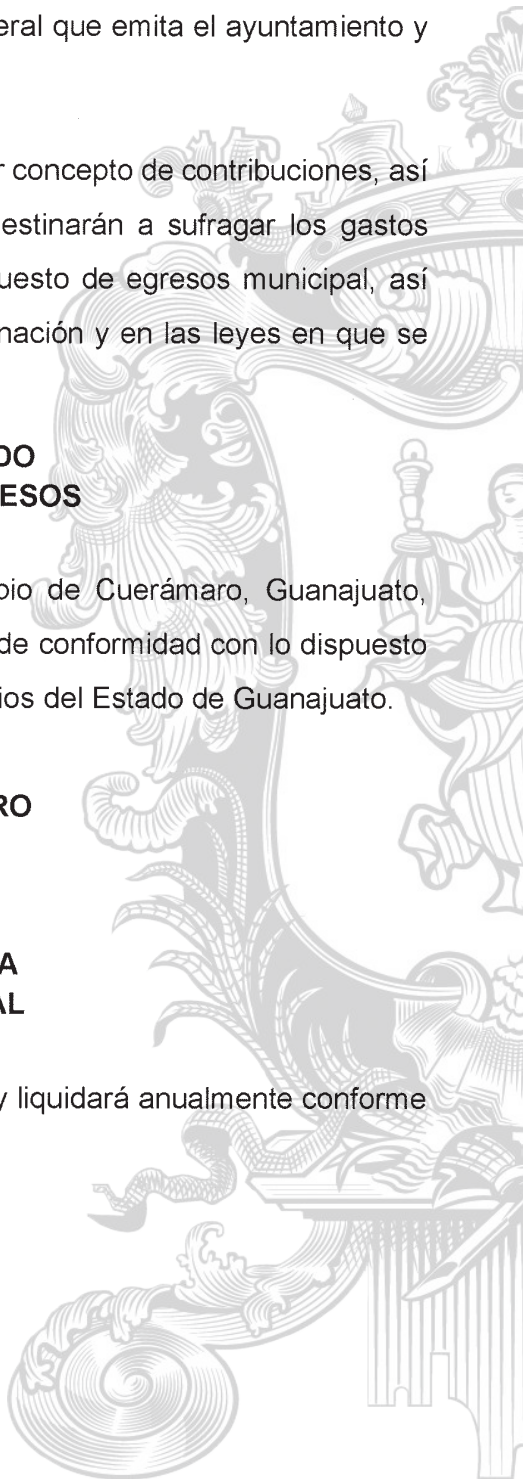 eral que emita el ayuntamiento y
r concepto de contribuciones, así
estinarán a sufragar los gastos
uesto de egresos municipal, así
nación y en las leyes en que se
DO
ESOS
pio de Cuerámaro, Guanajuato,
de conformidad con lo dispuesto
ios del Estado de Guanajuato.
RO
A
AL
y liquidará anualmente conforme